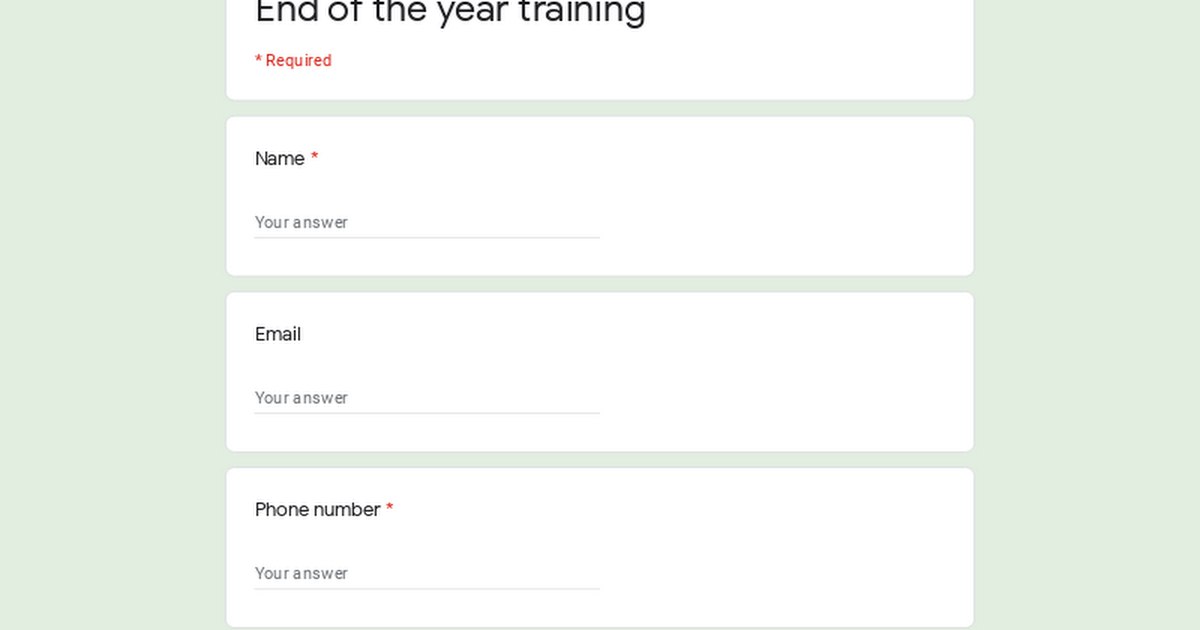 End of the year training
* Required
Name *
Your answer
Email
Your answer
Phone number *
Your answer